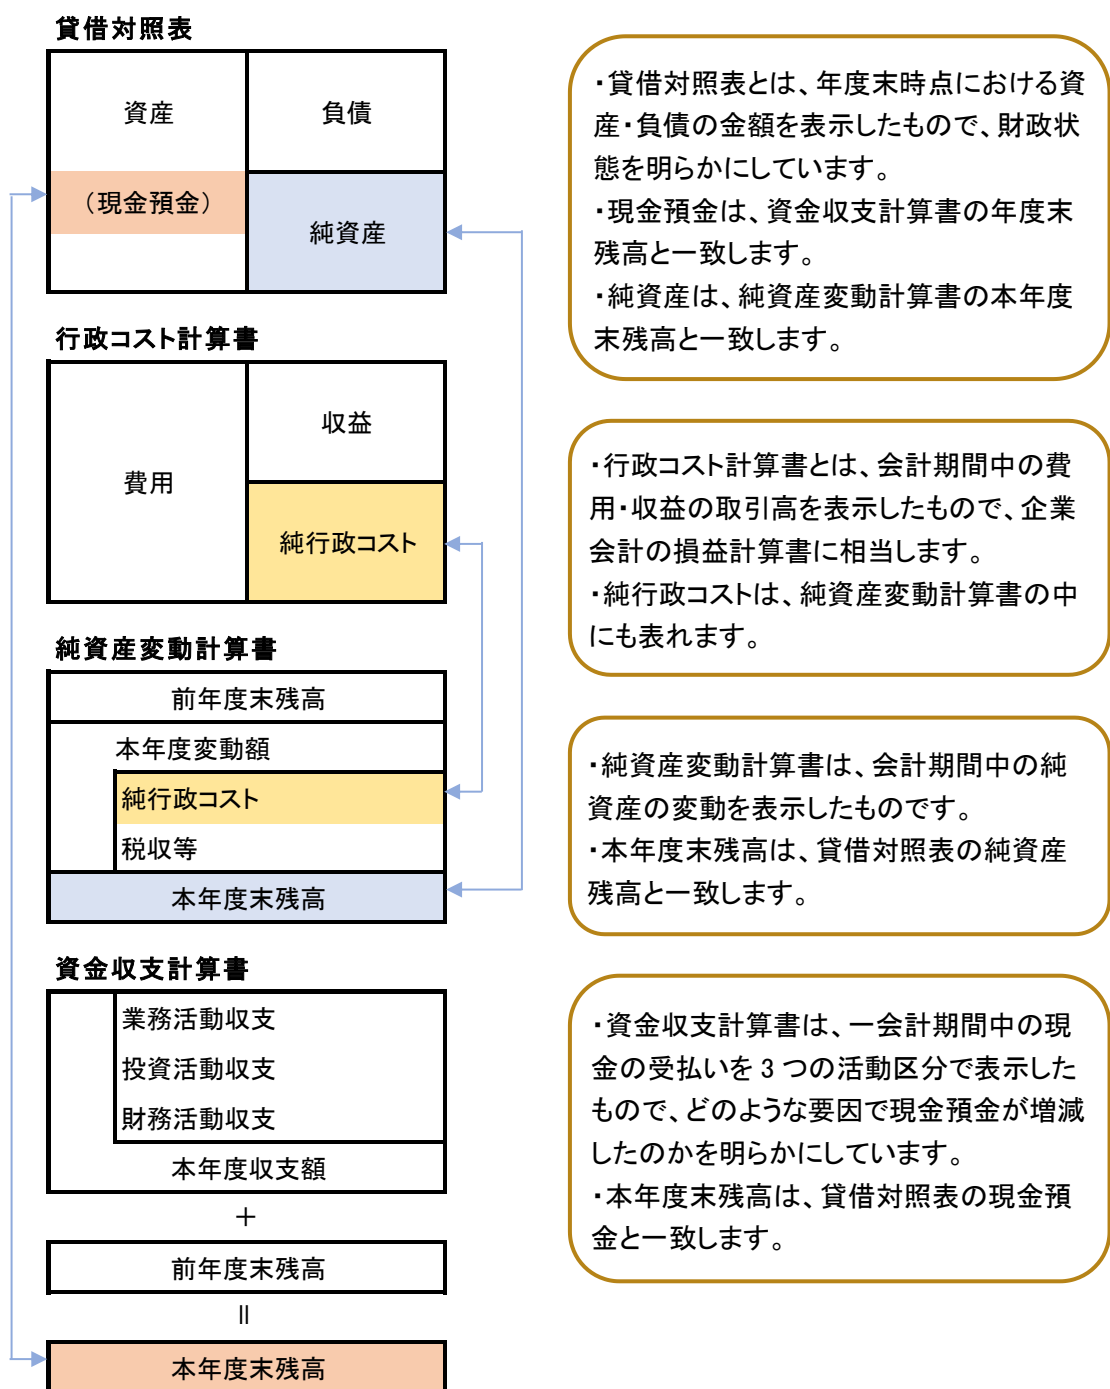 貸借対照表
資産
負債
（現金預金）
純資産
・貸借対照表とは、年度末時点における資
産・負債の金額を表示したもので、財政状
態を明らかにしています。
・現金預金は、資金収支計算書の年度末
残高と一致します。
・純資産は、純資産変動計算書の本年度
末残高と一致します。
行政コスト計算書
費用
収益
純行政コスト
・行政コスト計算書とは、会計期間中の費
用・収益の取引高を表示したもので、企業
会計の損益計算書に相当します。
・純行政コストは、純資産変動計算書の中
にも表れます。
純資産変動計算書
前年度末残高
本年度変動額
純行政コスト
税収等
本年度末残高
・純資産変動計算書は、会計期間中の純
資産の変動を表示したものです。
・本年度末残高は、貸借対照表の純資産
残高と一致します。
資金収支計算書
業務活動収支
投資活動収支
財務活動収支
本年度収支額
＋
前年度末残高
＝
本年度末残高
・資金収支計算書は、一会計期間中の現
金の受払いを 3 つの活動区分で表示した
もので、どのような要因で現金預金が増減
したのかを明らかにしています。
・本年度末残高は、貸借対照表の現金預
金と一致します。